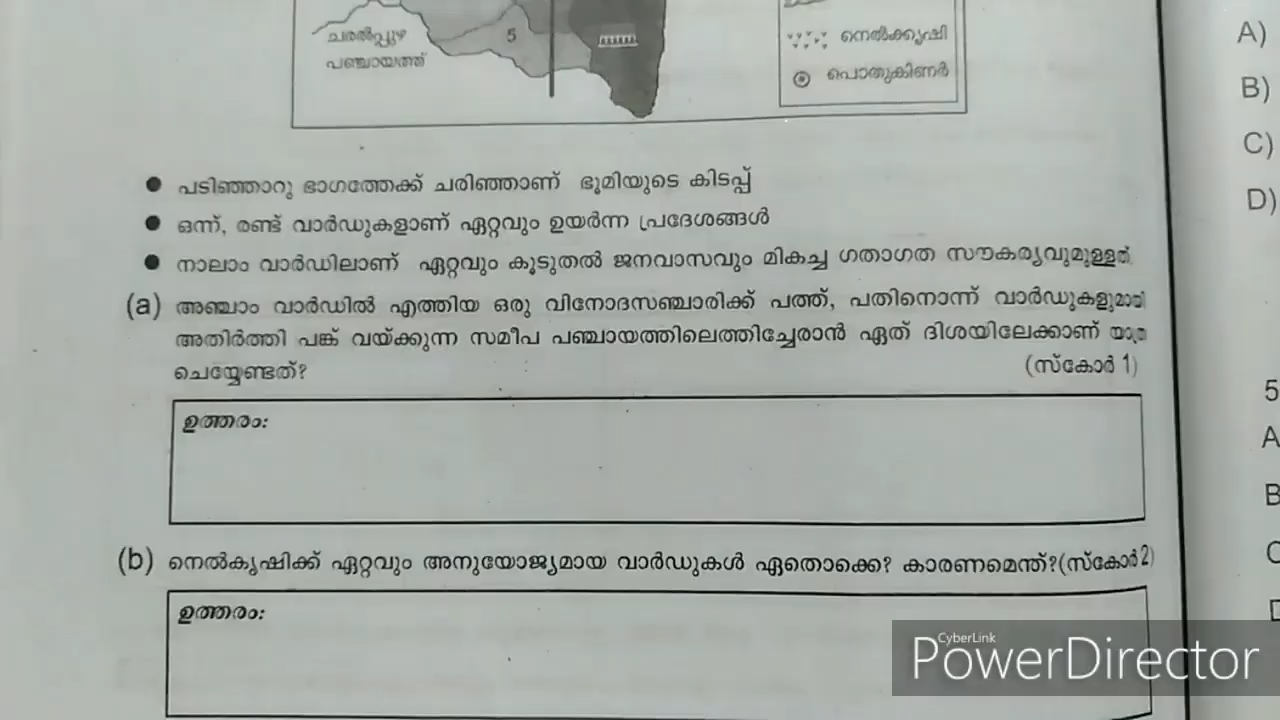 ചരൽപ്പുഴ
പഞ്ചായത്ത്
5
നെൽക്കൃഷി
പൊതുകിണർ
● പടിഞ്ഞാറു ഭാഗത്തേക്ക് ചരിഞ്ഞാണ് ഭൂമിയുടെ കിടപ്പ്
● ഒന്ന്, രണ്ട് വാർഡുകളാണ് ഏറ്റവും ഉയർന്ന പ്രദേശങ്ങൾ
● നാലാം വാർഡിലാണ് ഏറ്റവും കൂടുതൽ ജനവാസവും മികച്ച ഗതാഗത സൗകര്യവുമുള്ളത്
(a) അഞ്ചാം വാർഡിൽ എത്തിയ ഒരു വിനോദസഞ്ചാരിക്ക് പത്ത്, പതിനൊന്ന് വാർഡുകളുമായി
അതിർത്തി പങ്ക് വയ്ക്കുന്ന സമീപ പഞ്ചായത്തിലെത്തിച്ചേരാൻ ഏത് ദിശയിലേക്കാണ് യാത്ര
ചെയ്യേണ്ടത്? (സ്കോർ 1)
ഉത്തരം:
(b) നെൽകൃഷിക്ക് ഏറ്റവും അനുയോജ്യമായ വാർഡുകൾ ഏതൊക്കെ? കാരണമെന്ത്?(സ്കോർ 2)
ഉത്തരം:
A)
B)
C)
D)
5
A
B
C
D
CyberLink
PowerDirector